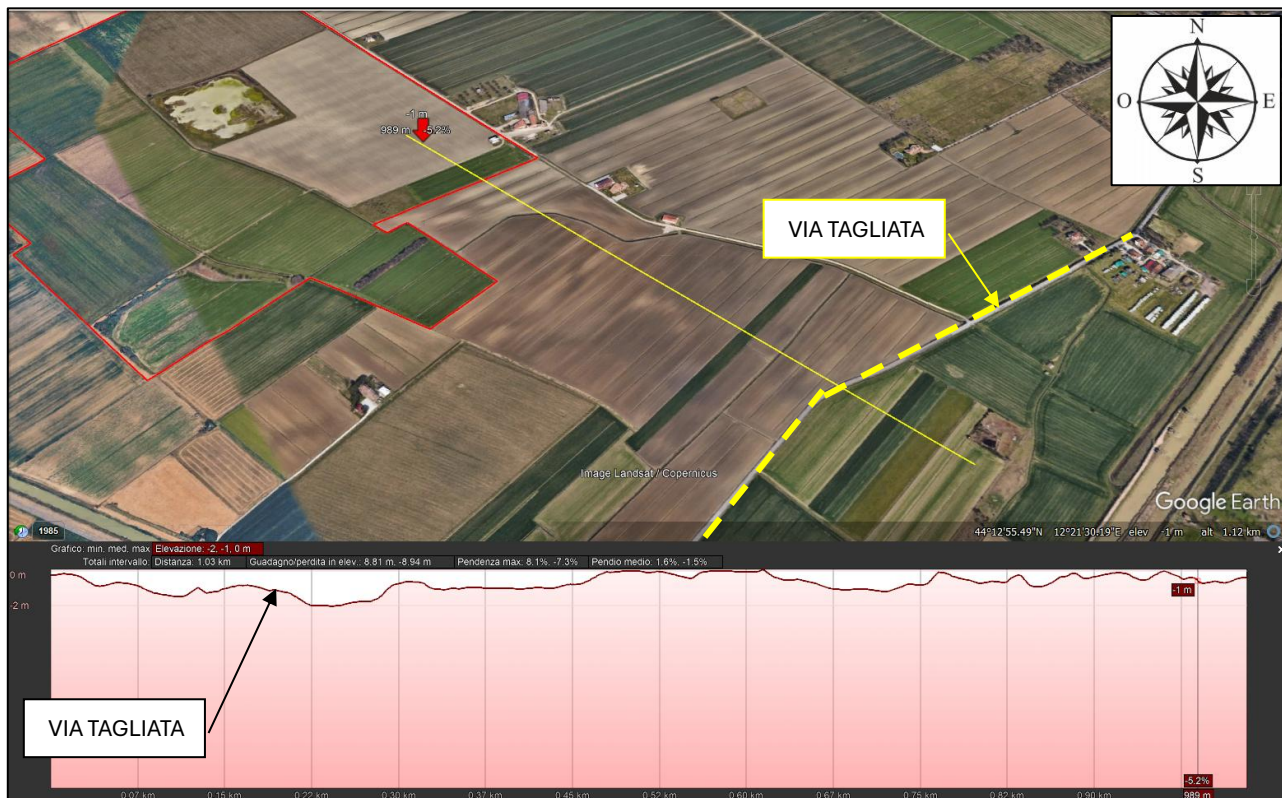 N
O
E
S
-1 m
989 m -5.2%
VIA TAGLIATA
Image Landsat / Copernicus
Google Earth
1985
44°12'55.49"N 12°21'30.19"E elev -1 m alt 1.12 km
Grafico: min. med. max Elevazione: -2, -1, 0 m
Totali intervallo: Distanza: 1.03 km Guadagno/perdita in elev.: 8.81 m, -8.94 m Pendenza max: 8.1%, -7.3% Pendio medio: 1.6%, -1.5%
0 m
-2 m
-1 m
VIA TAGLIATA
-5.2%
0.07 km 0.15 km 0.22 km 0.30 km 0.37 km 0.45 km 0.52 km 0.60 km 0.67 km 0.75 km 0.82 km 0.90 km 989 m